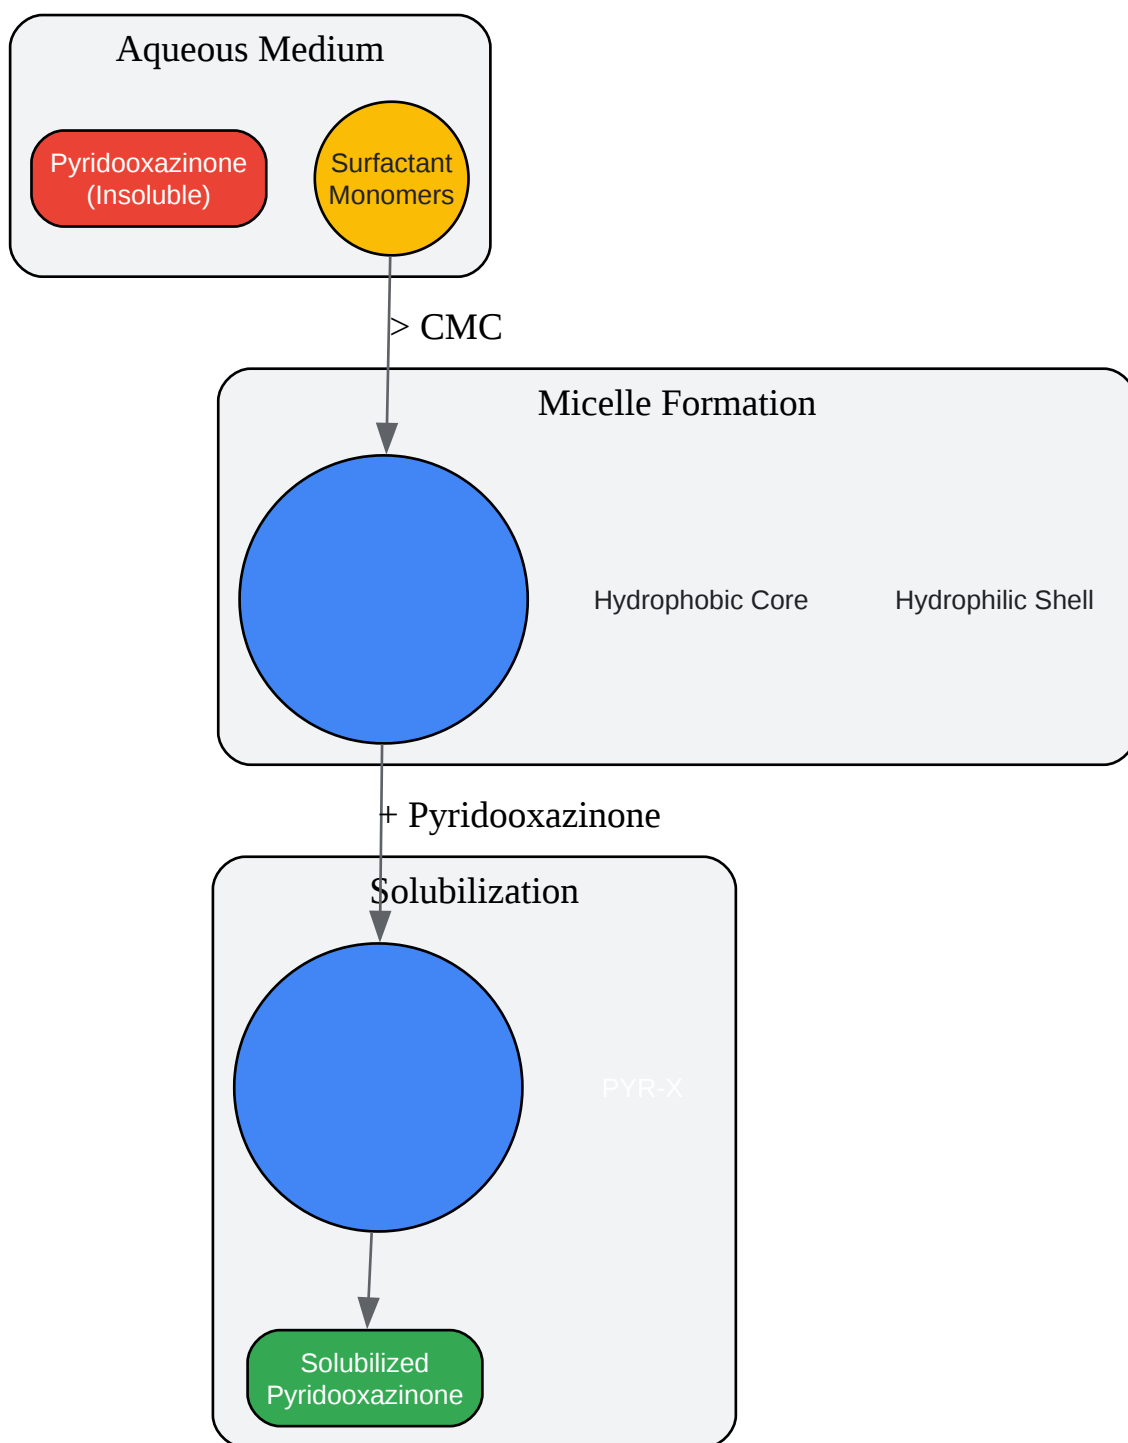 Aqueous Medium
Pyridooxazinone
(Insoluble)
Surfactant
Monomers
> CMC
Micelle Formation
Hydrophobic Core
Hydrophilic Shell
+ Pyridooxazinone
Solubilization
PYR-X
Solubilized
Pyridooxazinone